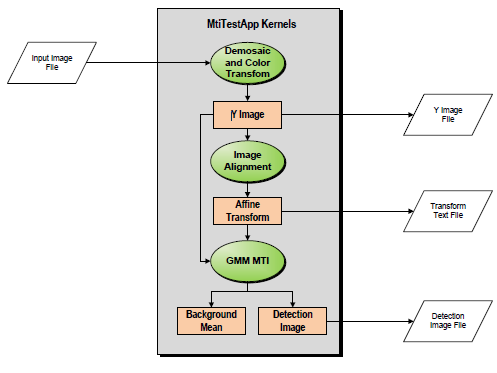 MtiTestApp Kernels
Input Image
File
Demosaic
and Color
Transfom
Y Image
Y Image
File
Image
Alignment
Affine
Transform
Transform
Text File
GMM MTI
Background
Mean
Detection
Image
Detection
Image File